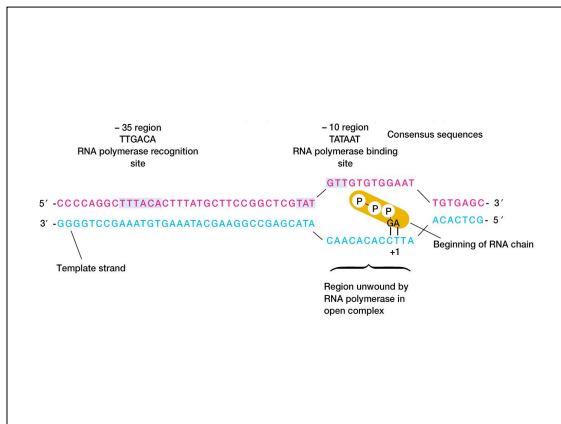 – 35 region
TTGACA
RNA polymerase recognition
site
– 10 region
TATAAT
RNA polymerase binding
site
Consensus sequences
GTTGTGTGGAAT
5′ -CCCCAGGCTTTACACTTTATGCTTCCGGCTCGTAT
TGTGAGC- 3′
3′ -GGGGTCCGAAATGTGAAATACGAAGGCCGAGCATA
ACACTCG- 5′
P-P-P
GA
CAACACACCTTA
+1
Beginning of RNA chain
Template strand
Region unwound by
RNA polymerase in
open complex